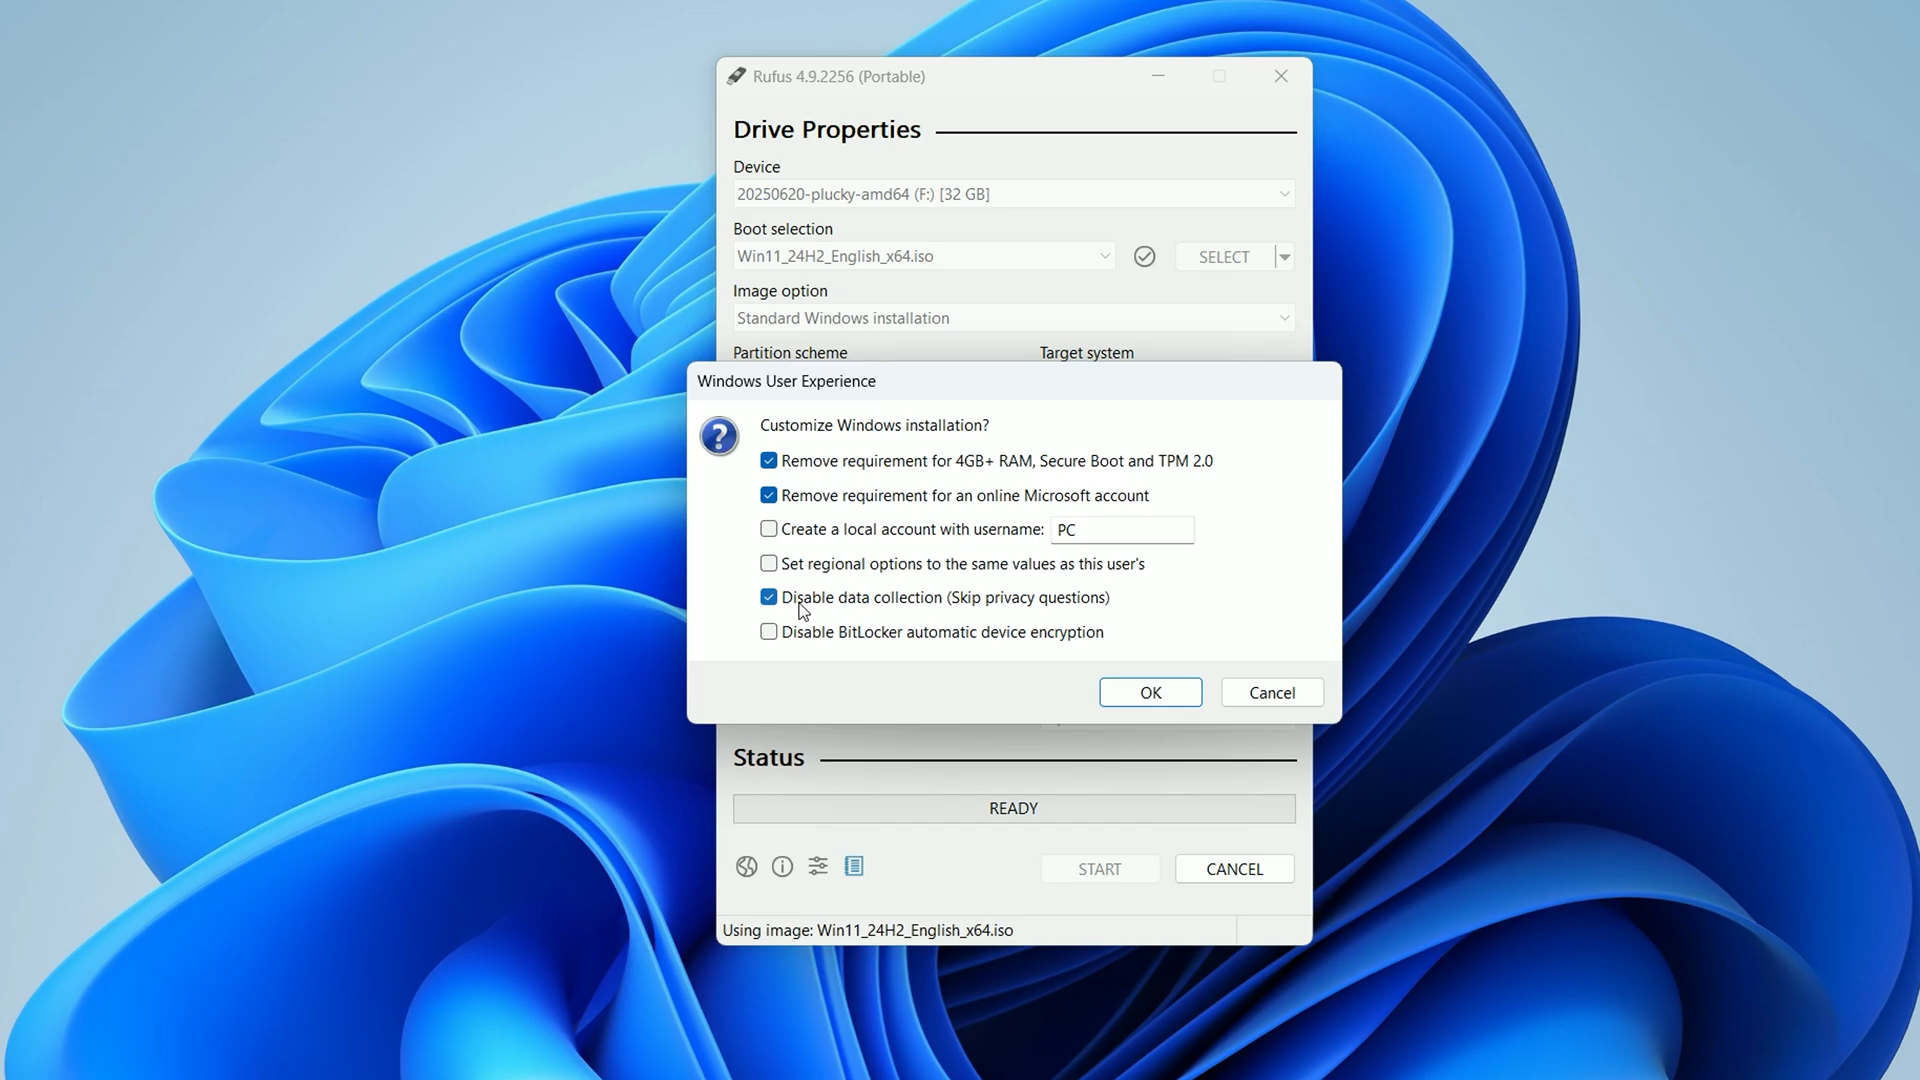 Rufus 4.9.2256 (Portable)
Drive Properties
Device
20250620-plucky-amd64 (F:) [32 GB]
Boot selection
Win11_24H2_English_x64.iso
SELECT
Image option
Standard Windows installation
Partition scheme
Target system
Windows User Experience
Customize Windows installation?
Remove requirement for 4GB+ RAM, Secure Boot and TPM 2.0
Remove requirement for an online Microsoft account
Create a local account with username: PC
Set regional options to the same values as this user's
Disable data collection (Skip privacy questions)
Disable BitLocker automatic device encryption
OK
Cancel
Status
READY
START
CANCEL
Using image: Win11_24H2_English_x64.iso